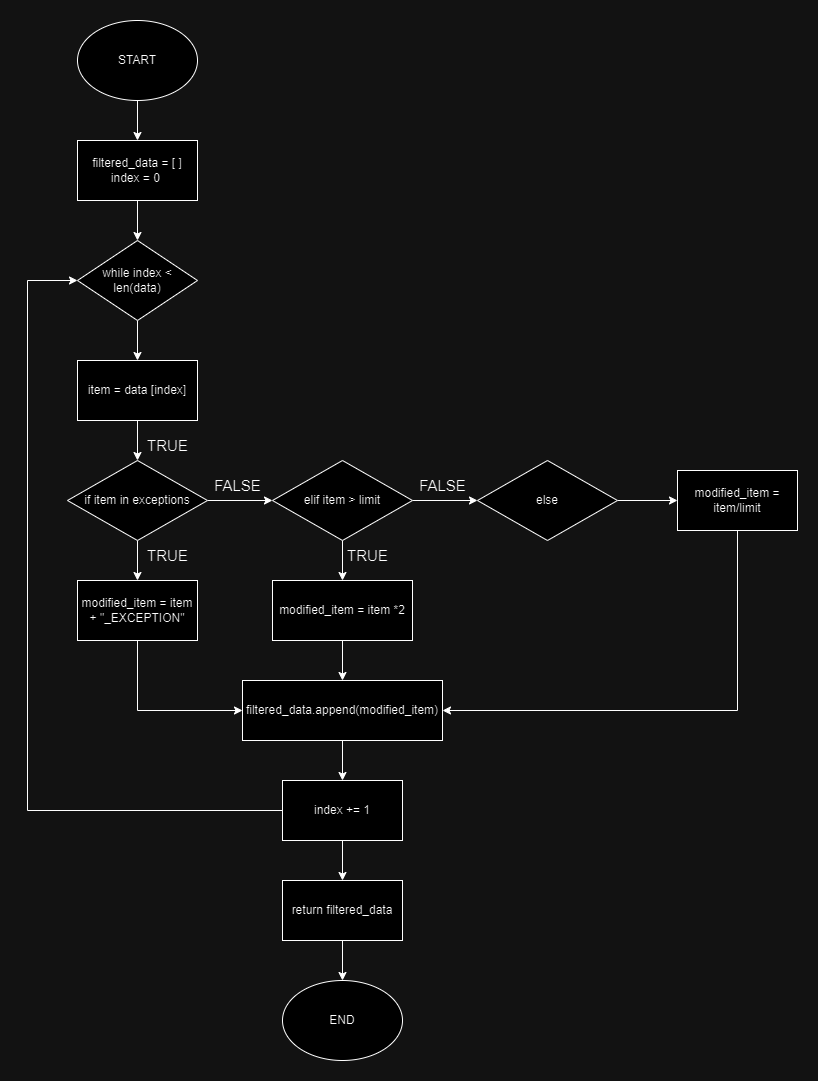 START
filtered_data = [ ]
index = 0
while index <
len(data)
item = data [index]
TRUE
if item in exceptions
FALSE
elif item > limit
FALSE
else
modified_item =
item/limit
TRUE
TRUE
modified_item = item
+ "_EXCEPTION"
modified_item = item *2
filtered_data.append(modified_item)
index += 1
return filtered_data
END